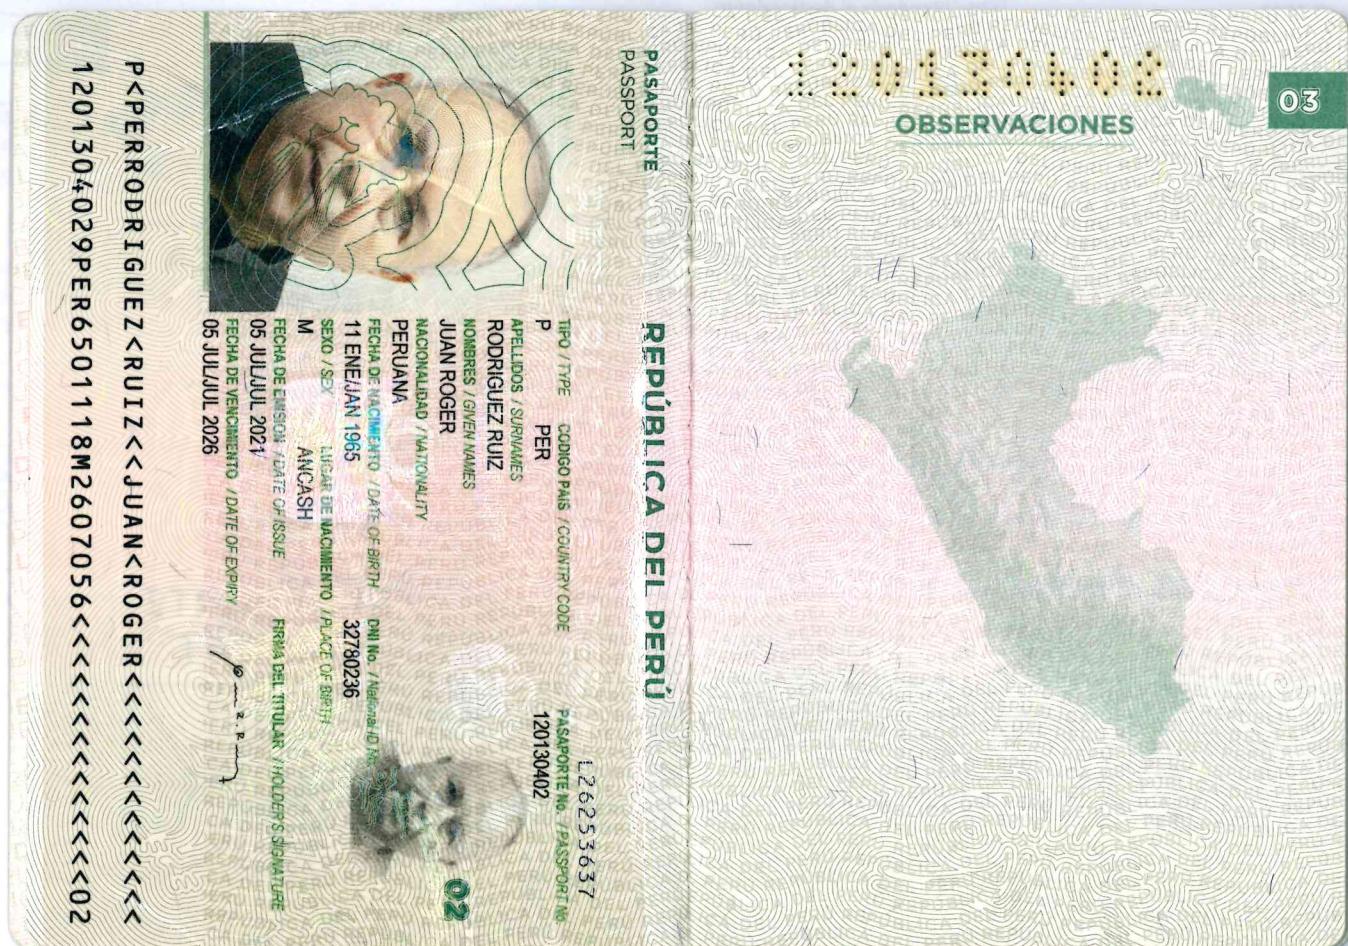 120130402
03
OBSERVACIONES
REPÚBLICA DEL PERÚ
PASAPORTE
PASSPORT
L26253637
TIPO / TYPE CODIGO PAIS / COUNTRY CODE PASAPORTE No. / PASSPORT No.
P PER 120130402
APELLIDOS / SURNAMES
RODRIGUEZ RUIZ
NOMBRES / GIVEN NAMES
JUAN ROGER
NACIONALIDAD / NATIONALITY
PERUANA
FECHA DE NACIMIENTO / DATE OF BIRTH DNI No. / National ID No.
11 ENE/JAN 1965 32780236
SEXO / SEX LUGAR DE NACIMIENTO / PLACE OF BIRTH
M ANCASH
FECHA DE EMISION / DATE OF ISSUE FIRMA DEL TITULAR / HOLDER'S SIGNATURE
05 JUL/JUL 2021
FECHA DE VENCIMIENTO / DATE OF EXPIRY
05 JUL/JUL 2026
02
P<PERRODRIGUEZ<RUIZ<<JUAN<ROGER<<<<<<<<<<<<<
1201304029PER6501118M2607056<<<<<<<<<<<<<<02